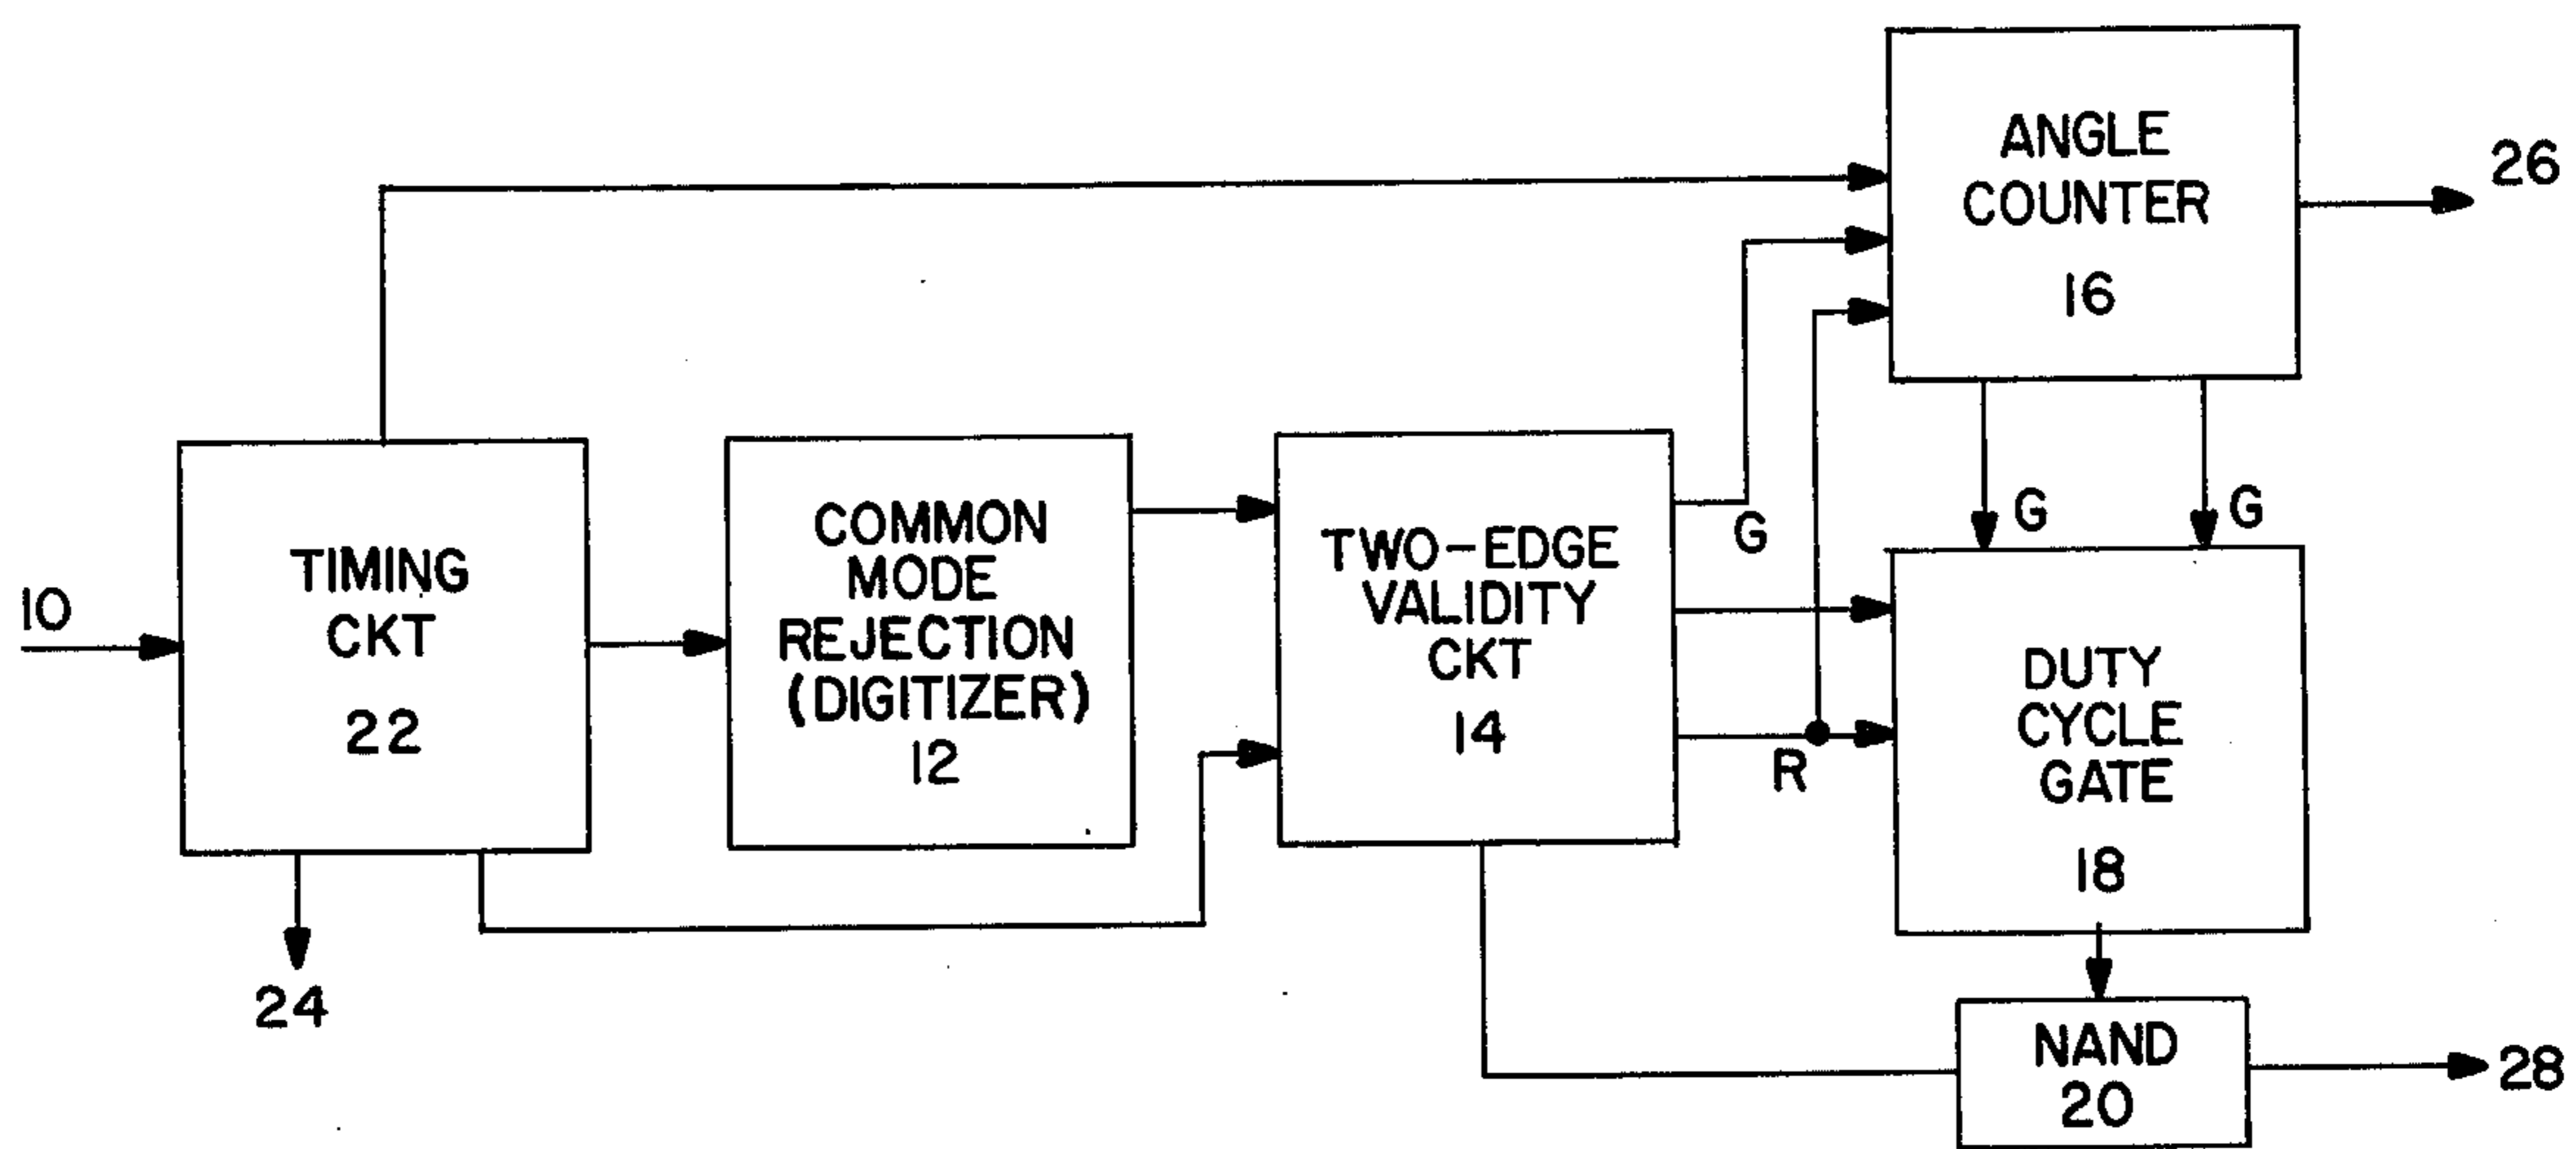 10
TIMING
CKT
22
24
COMMON
MODE
REJECTION
(DIGITIZER)
12
TWO-EDGE
VALIDITY
CKT
14
G
R
ANGLE
COUNTER
16
26
G
G
DUTY
CYCLE
GATE
18
NAND
20
28